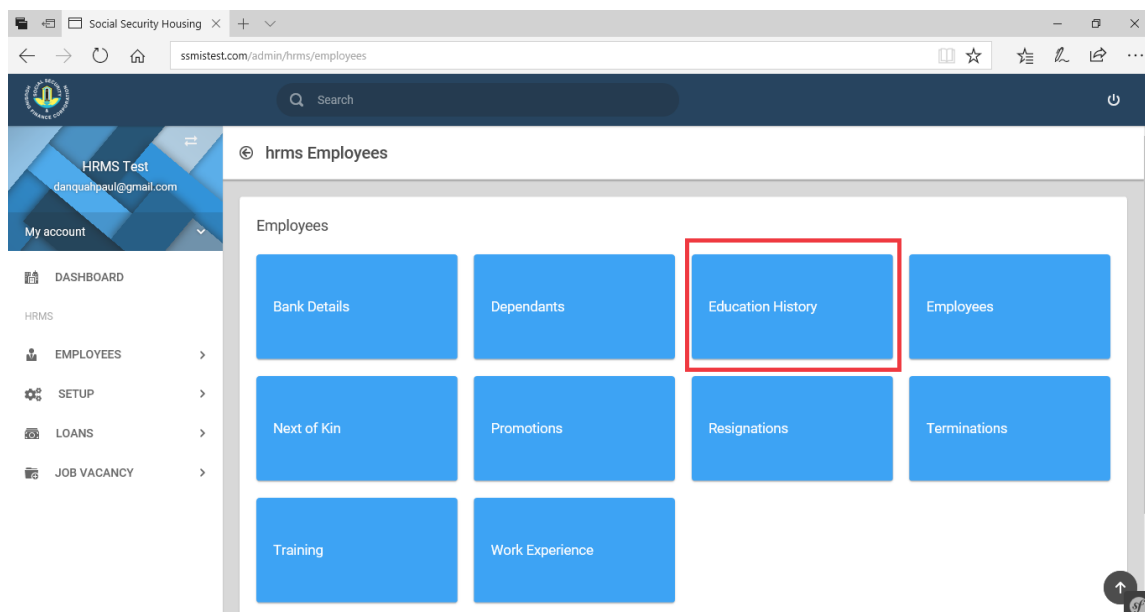 Social Security Housing
ssmistest.com/admin/hrms/employees
Search
HRMS Test
danquahpaul@gmail.com
My account
hrms Employees
DASHBOARD
HRMS
EMPLOYEES
SETUP
LOANS
JOB VACANCY
Employees
Bank Details
Dependants
Education History
Employees
Next of Kin
Promotions
Resignations
Terminations
Training
Work Experience